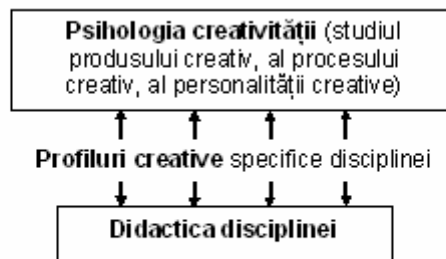 Psihologia creativității (studiul
produsului creativ, al procesului
creativ, al personalității creative)
Profiluri creative specifice disciplinei
Didactica disciplinei